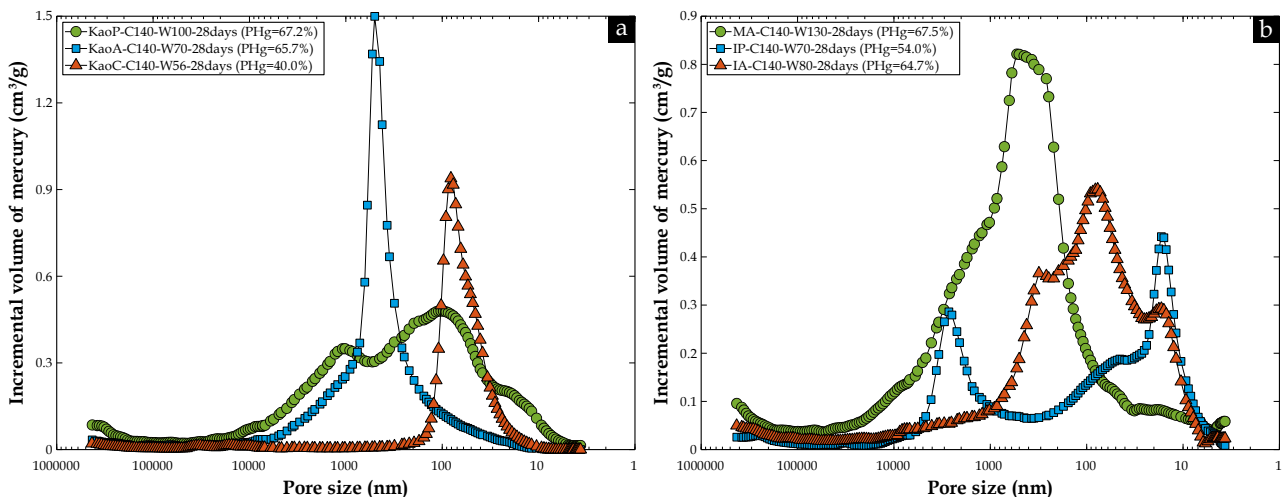 a
KaoP-C140-W100-28days (PHg=67.2%)
KaoA-C140-W70-28days (PHg=65.7%)
KaoC-C140-W56-28days (PHg=40.0%)
Incremental volume of mercury (cm³/g)
1.5
1.2
0.9
0.6
0.3
0
1000000 100000 10000 1000 100 10 1
Pore size (nm)
b
MA-C140-W130-28days (PHg=67.5%)
IP-C140-W70-28days (PHg=54.0%)
IA-C140-W80-28days (PHg=64.7%)
Incremental volume of mercury (cm³/g)
0.9
0.8
0.7
0.6
0.5
0.4
0.3
0.2
0.1
0
1000000 100000 10000 1000 100 10 1
Pore size (nm)